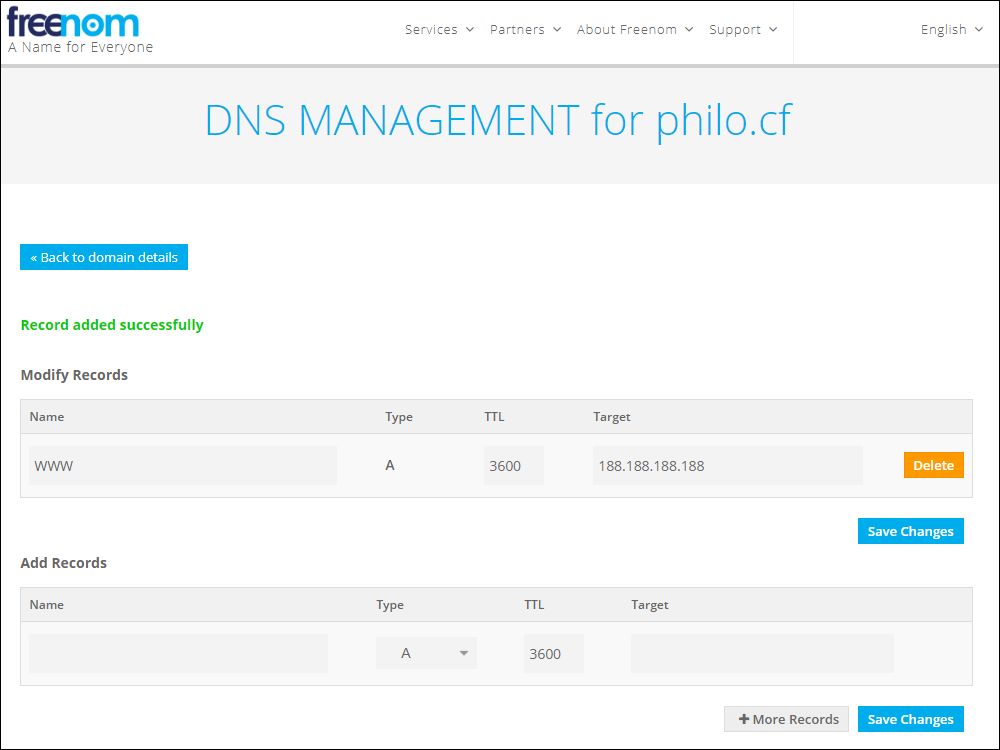 freenom
A Name for Everyone
Services Partners About Freenom Support English
DNS MANAGEMENT for philo.cf
« Back to domain details
Record added successfully
Modify Records
Name Type TTL Target
WWW A 3600 188.188.188.188 Delete
Save Changes
Add Records
Name Type TTL Target
A 3600
+ More Records Save Changes